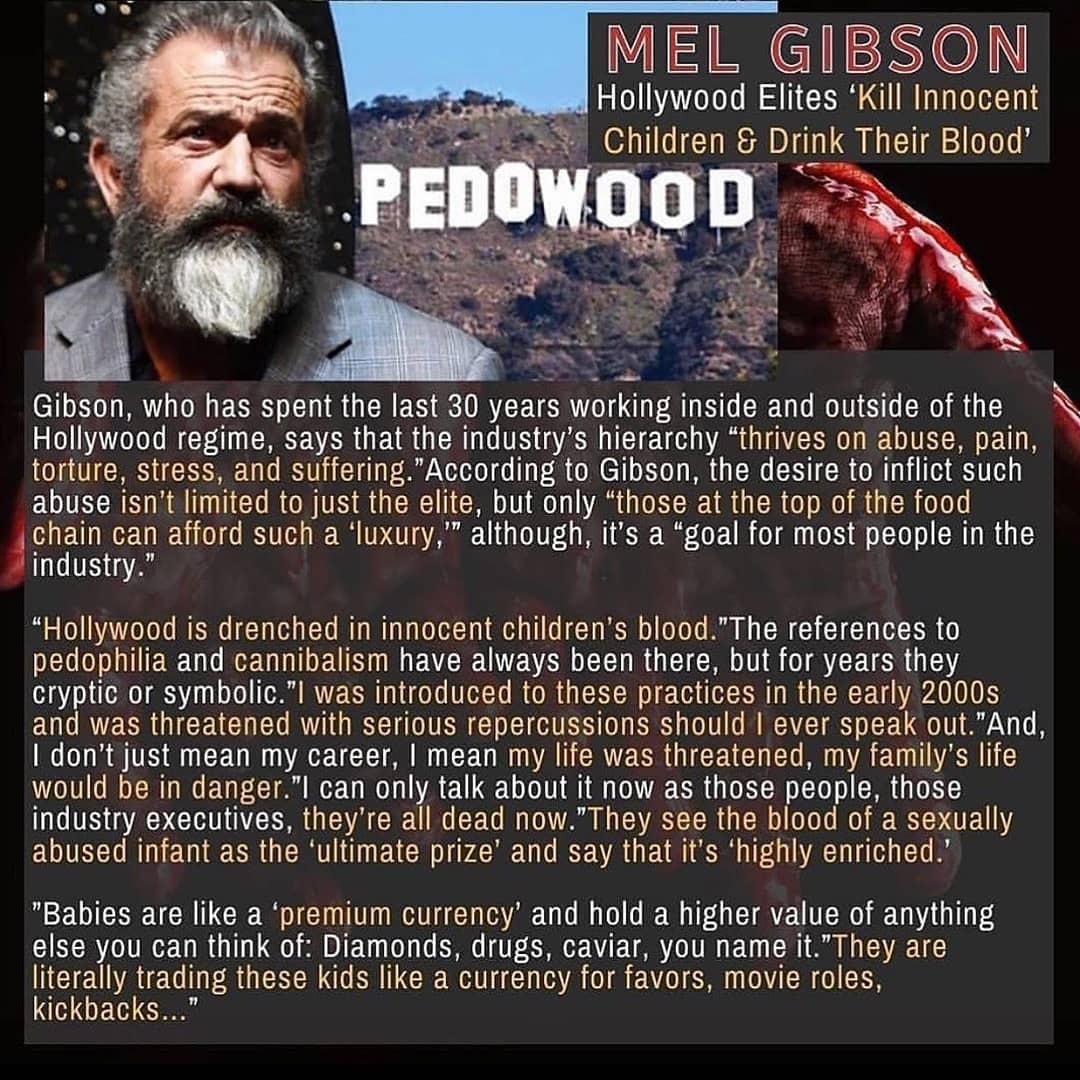 MEL GIBSON
Hollywood Elites ‘Kill Innocent
Children & Drink Their Blood’
PEDOWOOD
Gibson, who has spent the last 30 years working inside and outside of the
Hollywood regime, says that the industry’s hierarchy “thrives on abuse, pain,
torture, stress, and suffering.”According to Gibson, the desire to inflict such
abuse isn’t limited to just the elite, but only “those at the top of the food
chain can afford such a ‘luxury,’” although, it’s a “goal for most people in the
industry.”
“Hollywood is drenched in innocent children’s blood.”The references to
pedophilia and cannibalism have always been there, but for years they
cryptic or symbolic.”I was introduced to these practices in the early 2000s
and was threatened with serious repercussions should I ever speak out.”And,
I don’t just mean my career, I mean my life was threatened, my family’s life
would be in danger.”I can only talk about it now as those people, those
industry executives, they’re all dead now.”They see the blood of a sexually
abused infant as the ‘ultimate prize’ and say that it’s ‘highly enriched.’
”Babies are like a ‘premium currency’ and hold a higher value of anything
else you can think of: Diamonds, drugs, caviar, you name it.”They are
literally trading these kids like a currency for favors, movie roles,
kickbacks...”